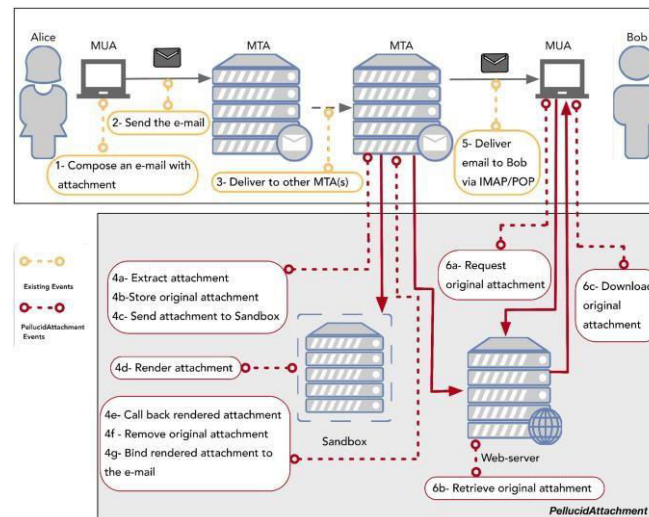 Alice
MUA
MTA
MTA
MUA
Bob
2- Send the e-mail
1- Compose an e-mail with
attachment
3- Deliver to other MTA(s)
5- Deliver
email to Bob
via IMAP/POP
Existing Events
PellucidAttachment
Events
4a- Extract attachment
4b-Store original attachment
4c- Send attachment to Sandbox
6a- Request
original attachment
6c- Download
original
attachment
4d- Render attachment
4e- Call back rendered attachment
4f - Remove original attachment
4g- Bind rendered attachment to
the e-mail
Sandbox
Web-server
6b- Retrieve original attahment
PellucidAttachment